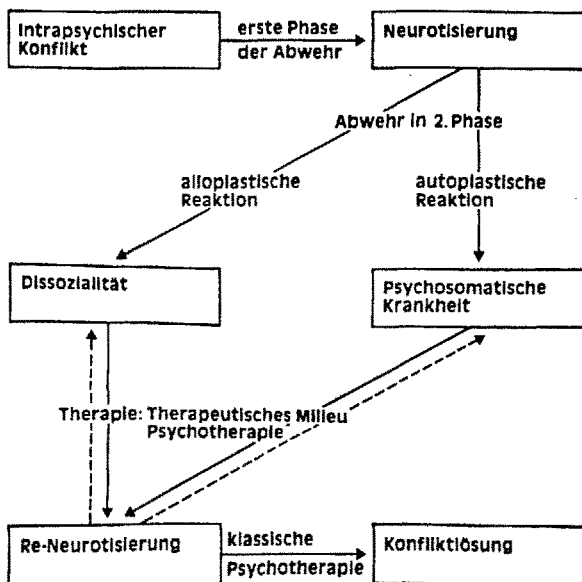 Intrapsychischer
Konflikt
erste Phase
der Abwehr
Neurotisierung
Abwehr in 2. Phase
alloplastische
Reaktion
autoplastische
Reaktion
Dissozialität
Psychosomatische
Krankheit
Therapie: Therapeutisches Milieu
Psychotherapie
Re-Neurotisierung
klassische
Psychotherapie
Konfliktlösung